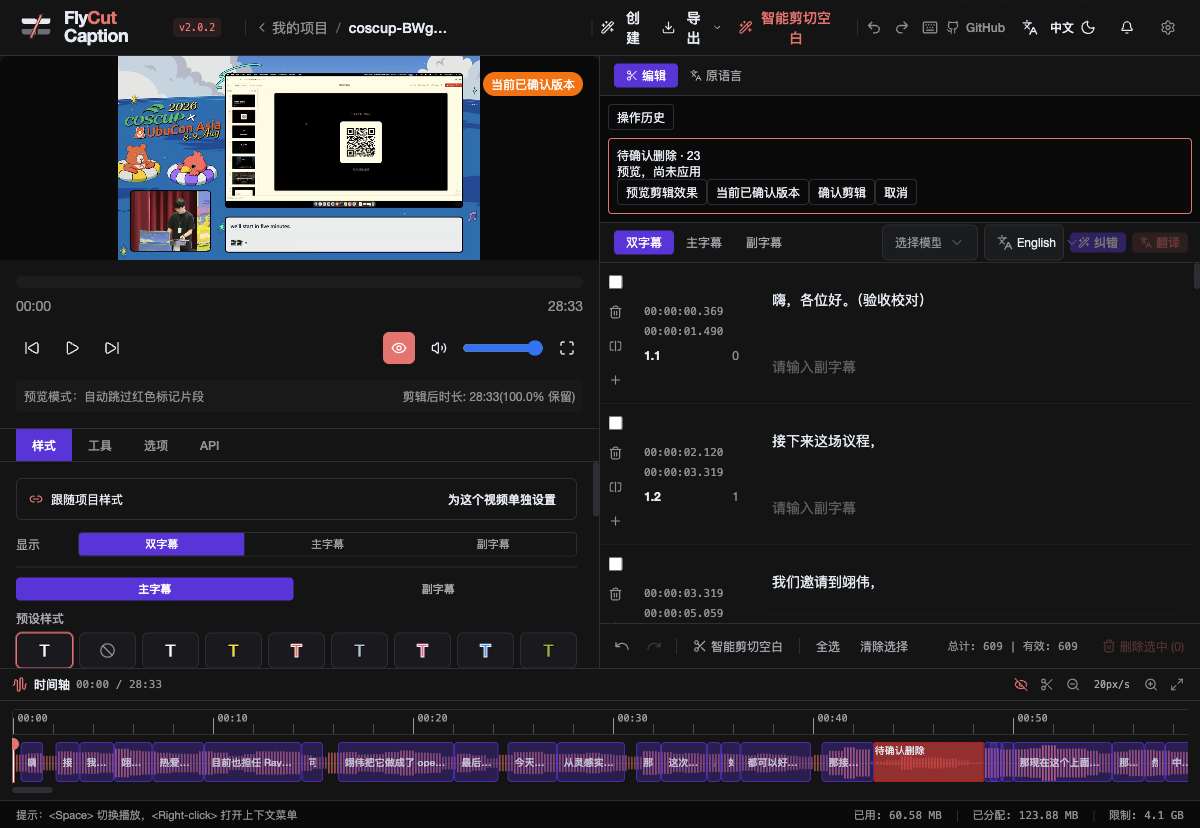 FlyCut
Caption
v2.0.2
我的项目 / coscup-BWg...
创建
导出
智能剪切空白
GitHub
中文
2026
COSCUP ×
UbuCon Asia
we'll start in five minutes
当前已确认版本
00:00
28:33
预览模式：自动跳过红色标记片段
剪辑后时长: 28:33(100.0% 保留)
样式
工具
选项
API
跟随项目样式
为这个视频单独设置
显示
双字幕
主字幕
副字幕
主字幕
副字幕
预设样式
T T T T T T T T
编辑
原语言
操作历史
待确认删除 · 23
预览，尚未应用
预览剪辑效果
当前已确认版本
确认剪辑
取消
双字幕
主字幕
副字幕
选择模型
English
纠错
翻译
00:00:00.369
00:00:01.490
1.1
0
嗨，各位好。（验收校对）
请输入副字幕
00:00:02.120
00:00:03.319
1.2
1
接下来这场议程，
请输入副字幕
00:00:03.319
00:00:05.059
我们邀请到翊伟，
智能剪切空白
全选
清除选择
总计: 609 | 有效: 609
删除选中 (0)
时间轴 00:00 / 28:33
20px/s
00:00
00:10
00:20
00:30
00:40
00:50
嗨
接
我...
翊...
热爱...
目前也担任 Ray...
可
翊伟把它做成了 ope...
最后...
今天...
从灵感实...
那
这次...
如
都可以好...
那接...
待确认删除
那现在这个上面...
那...
然
中...
提示：<Space> 切换播放，<Right-click> 打开上下文菜单
已用: 60.58 MB
已分配: 123.88 MB
限制: 4.1 GB